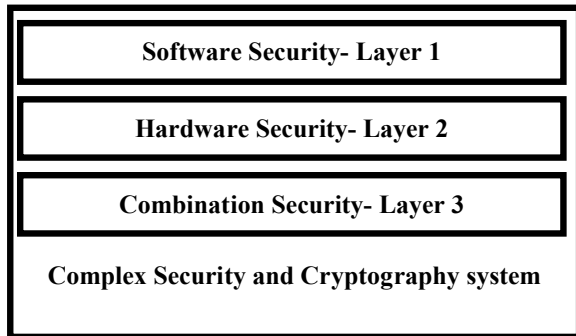 Software Security- Layer 1
Hardware Security- Layer 2
Combination Security- Layer 3
Complex Security and Cryptography system